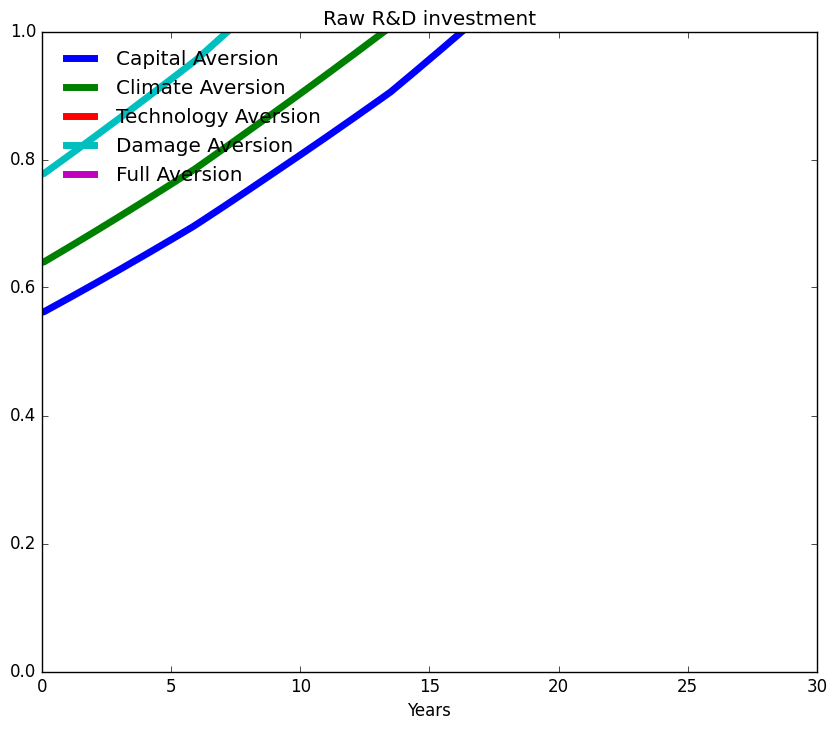 Raw R&D investment
1.0
0.8
0.6
0.4
0.2
0.0
Capital Aversion
Climate Aversion
Technology Aversion
Damage Aversion
Full Aversion
0 5 10 15 20 25 30
Years